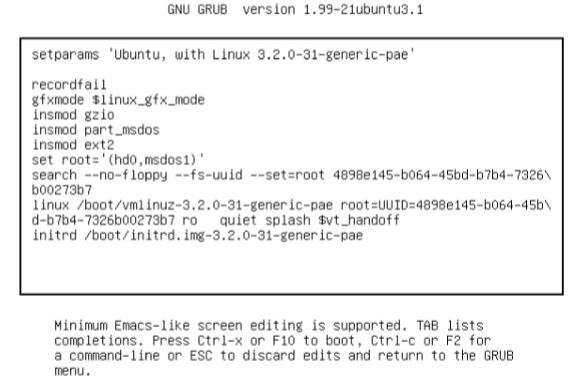 GNU GRUB  version 1.99-21ubuntu3.1
setparams 'Ubuntu, with Linux 3.2.0-31-generic-pae'
recordfail
gfxmode $linux_gfx_mode
insmod gzio
insmod part_msdos
insmod ext2
set root='(hd0,msdos1)'
search --no-floppy --fs-uuid --set=root 4898e145-b064-45bd-b7b4-7326\
b00273b7
linux /boot/vmlinuz-3.2.0-31-generic-pae root=UUID=4898e145-b064-45b\
d-b7b4-7326b00273b7 ro   quiet splash $vt_handoff
initrd /boot/initrd.img-3.2.0-31-generic-pae
Minimum Emacs-like screen editing is supported. TAB lists
completions. Press Ctrl-x or F10 to boot, Ctrl-c or F2 for
a command-line or ESC to discard edits and return to the GRUB
menu.